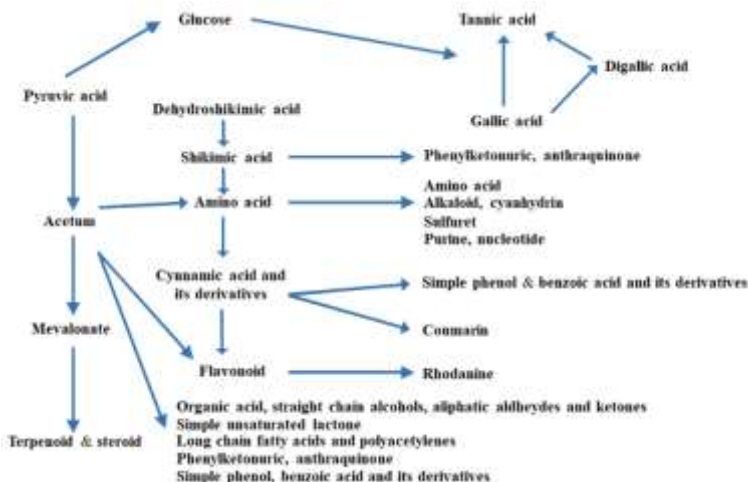 Glucose
Tannic acid
Digallic acid
Pyruvic acid
Dehydroshikimic acid
Gallic acid
Shikimic acid
Phenylketonuric, anthraquinone
Amino acid
Amino acid
Alkaloid, cyanhydrin
Sulfuret
Purine, nucleotide
Acetum
Cynnamic acid and
its derivatives
Simple phenol & benzoic acid and its derivatives
Mevalonate
Coumarin
Flavonoid
Rhodanine
Organic acid, straight chain alcohols, aliphatic aldheydes and ketones
Simple unsaturated lactone
Terpenoid & steroid
Long chain fatty acids and polyacetylenes
Phenylketonuric, anthraquinone
Simple phenol, benzoic acid and its derivatives